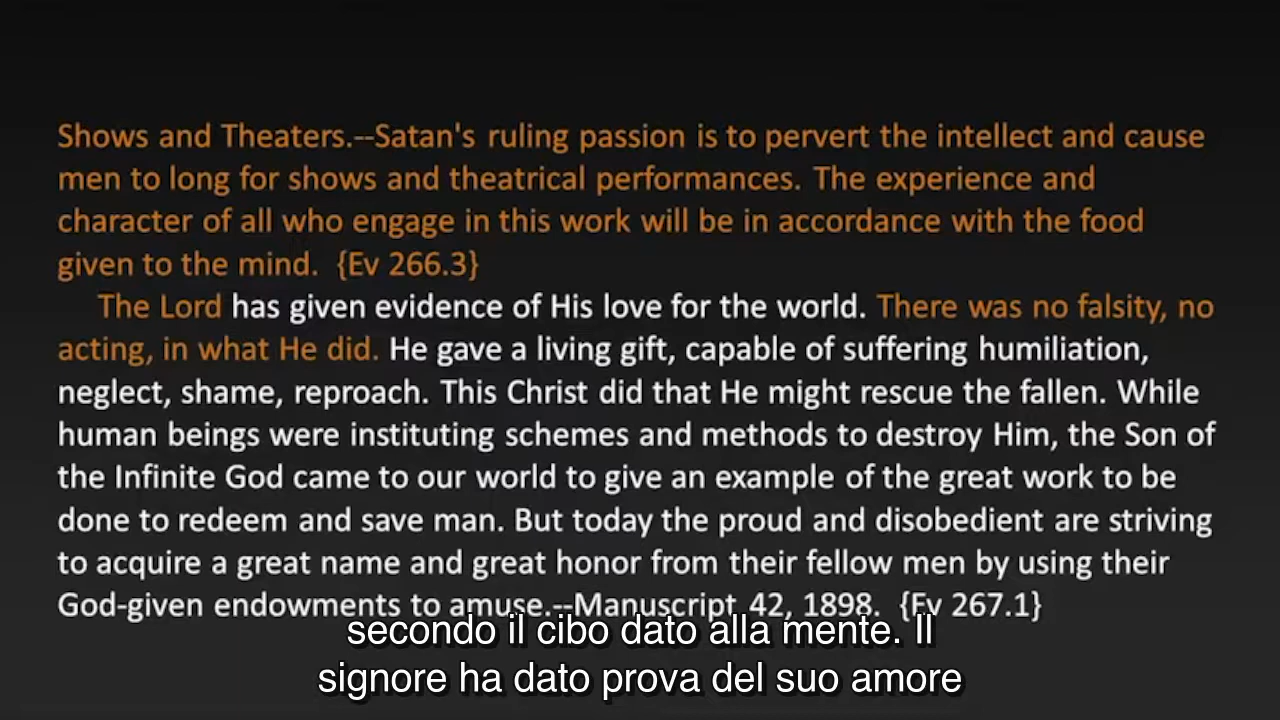 Shows and Theaters.--Satan's ruling passion is to pervert the intellect and cause
men to long for shows and theatrical performances. The experience and
character of all who engage in this work will be in accordance with the food
given to the mind. {Ev 266.3}
The Lord has given evidence of His love for the world. There was no falsity, no
acting, in what He did. He gave a living gift, capable of suffering humiliation,
neglect, shame, reproach. This Christ did that He might rescue the fallen. While
human beings were instituting schemes and methods to destroy Him, the Son of
the Infinite God came to our world to give an example of the great work to be
done to redeem and save man. But today the proud and disobedient are striving
to acquire a great name and great honor from their fellow men by using their
God-given endowments to amuse.--Manuscript 42, 1898. {Ev 267.1}
secondo il cibo dato alla mente. Il
signore ha dato prova del suo amore